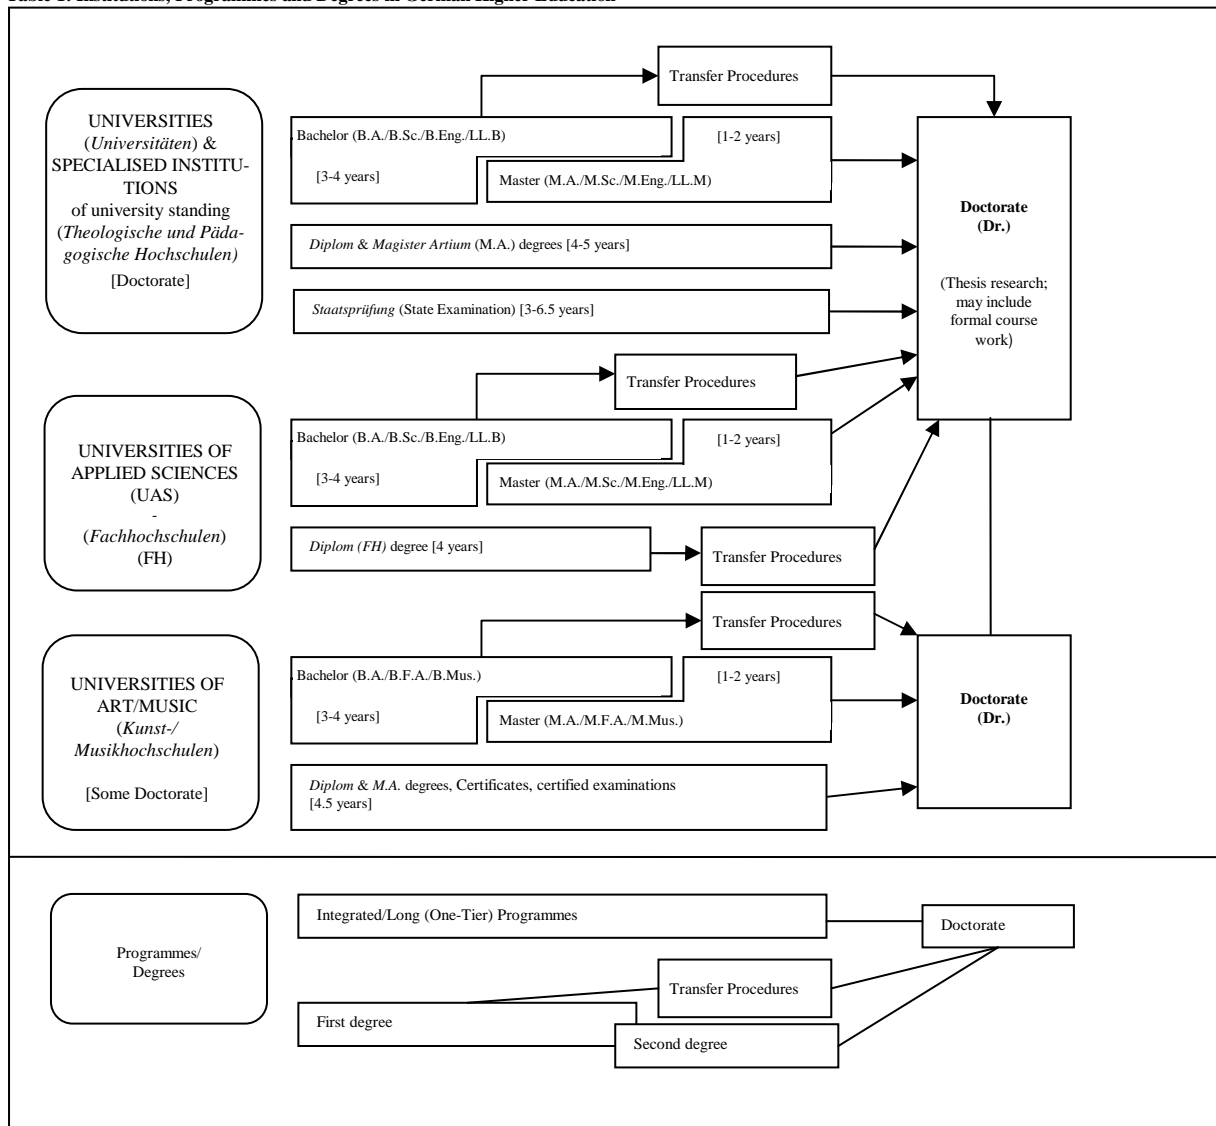 Table 1: Institutions, Programmes and Degrees in German Higher Education
Transfer Procedures
UNIVERSITIES
(Universitäten) &
SPECIALISED INSTITU-
TIONS
of university standing
(Theologische und Päda-
gogische Hochschulen)
[Doctorate]
Bachelor (B.A./B.Sc./B.Eng./LL.B)
[3-4 years]
[1-2 years]
Master (M.A./M.Sc./M.Eng./LL.M)
Diplom & Magister Artium (M.A.) degrees [4-5 years]
Staatsprüfung (State Examination) [3-6.5 years]
Doctorate
(Dr.)
(Thesis research;
may include
formal course
work)
Transfer Procedures
UNIVERSITIES OF
APPLIED SCIENCES
(UAS)
-
(Fachhochschulen)
(FH)
Bachelor (B.A./B.Sc./B.Eng./LL.B)
[3-4 years]
[1-2 years]
Master (M.A./M.Sc./M.Eng./LL.M)
Diplom (FH) degree [4 years]
Transfer Procedures
Transfer Procedures
UNIVERSITIES OF
ART/MUSIC
(Kunst-/
Musikhochschulen)
[Some Doctorate]
Bachelor (B.A./B.F.A./B.Mus.)
[3-4 years]
[1-2 years]
Master (M.A./M.F.A./M.Mus.)
Diplom & M.A. degrees, Certificates, certified examinations
[4.5 years]
Doctorate
(Dr.)
Programmes/
Degrees
Integrated/Long (One-Tier) Programmes
Doctorate
Transfer Procedures
First degree
Second degree